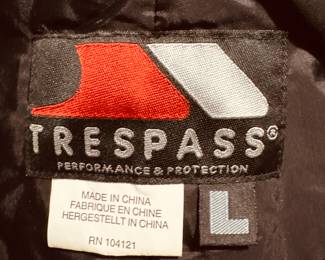 TRESPASS®
PERFORMANCE & PROTECTION
MADE IN CHINA
FABRIQUE EN CHINE
HERGESTELLT IN CHINA
RN 104121
L